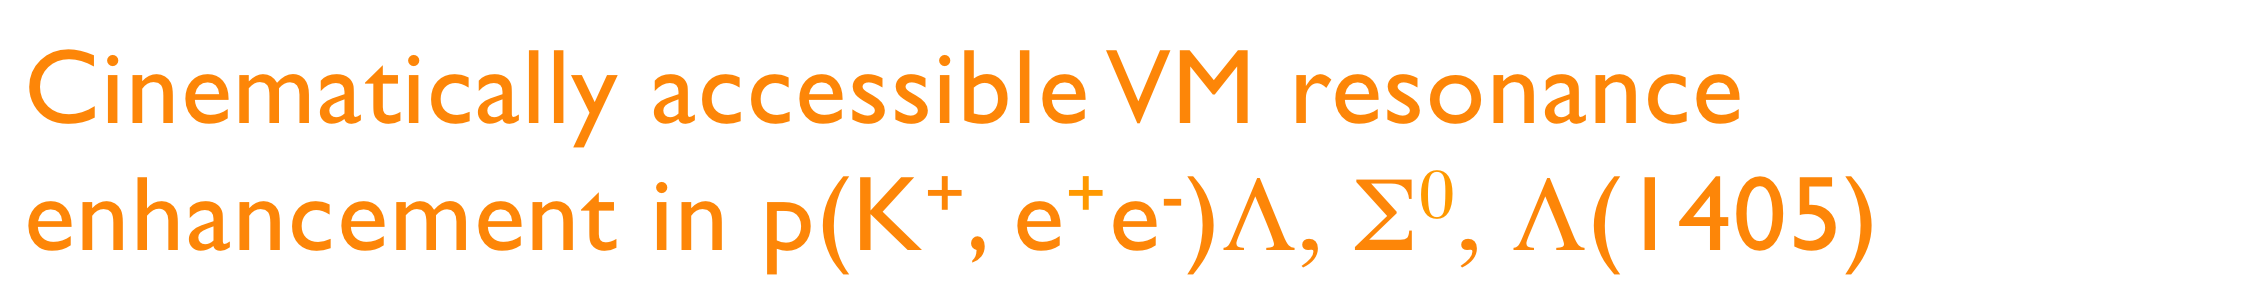 Cinematically accessible VM resonance
enhancement in p(K⁺, e⁺e⁻)Λ, Σ⁰, Λ(1405)